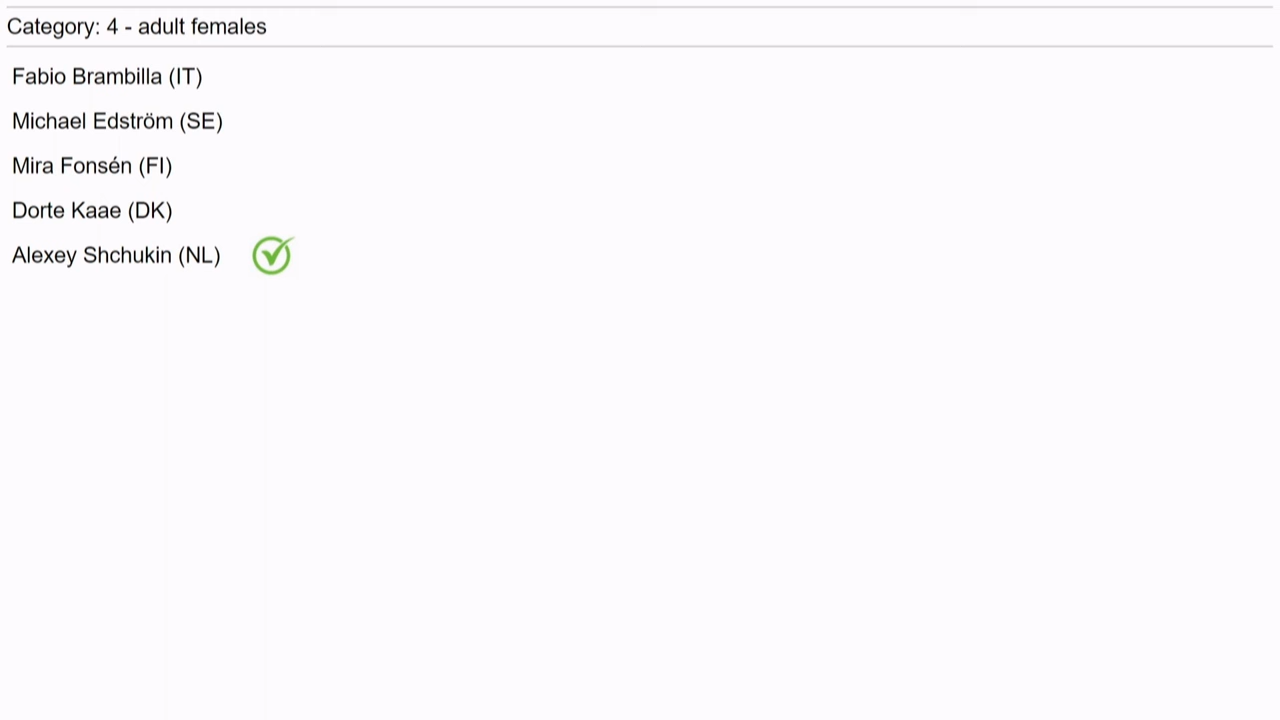 Category: 4 - adult females
Fabio Brambilla (IT)
Michael Edström (SE)
Mira Fonsén (FI)
Dorte Kaae (DK)
Alexey Shchukin (NL)